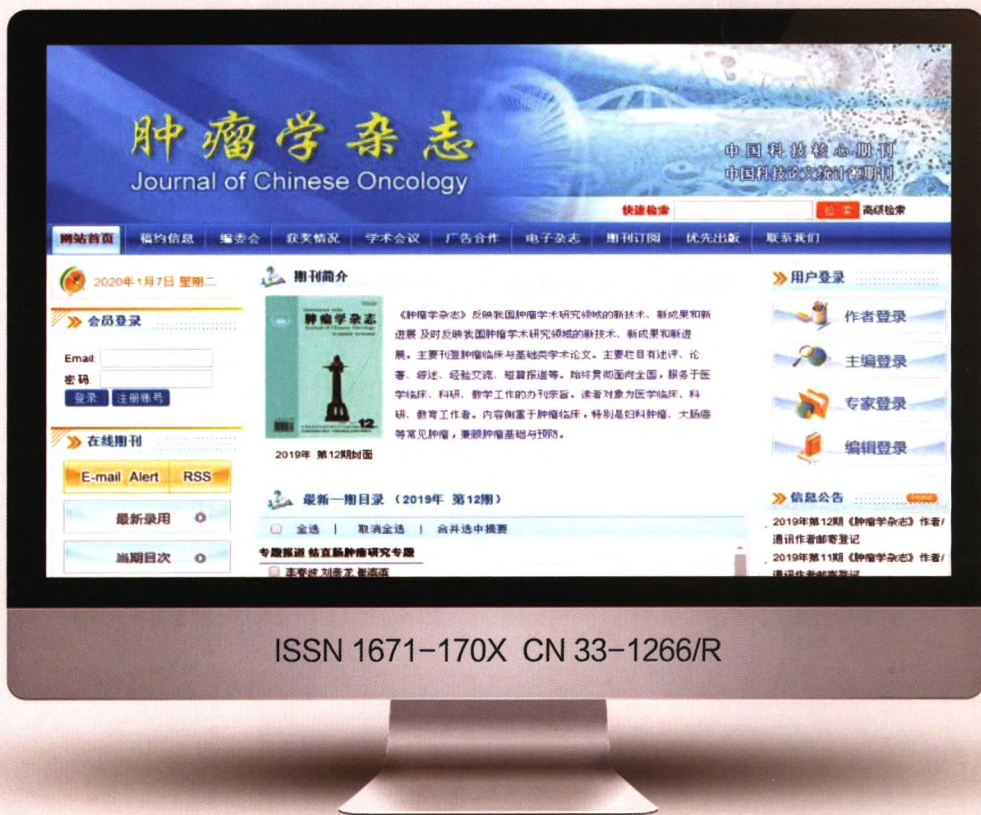 肿瘤学杂志
Journal of Chinese Oncology
中国科技核心期刊
中国科技论文统计源期刊
快速检索 检索 高级检索
网站首页 稿约信息 编委会 获奖情况 学术会议 广告合作 电子杂志 期刊订阅 优先出版 联系我们
2020年1月7日 星期二
会员登录
Email:
密码
登录 注册帐号
在线期刊
E-mail Alert RSS
最新录用
当期目次
期刊简介
肿瘤学杂志
Journal of Chinese Oncology
12
2019年 第12期封面
《肿瘤学杂志》反映我国肿瘤学术研究领域的新技术、新成果和新
进展 及时反映我国肿瘤学术研究领域的新技术、新成果和新进
展。主要刊登肿瘤临床与基础类学术论文。主要栏目有述评、论
著、综述、经验交流、短篇报道等。始终贯彻面向全国，服务于医
学临床、科研、教学工作的办刊宗旨。读者对象为医学临床、科
研、教育工作者。内容侧重于肿瘤临床，特别是妇科肿瘤、大肠癌
等常见肿瘤，兼顾肿瘤基础与预防。
最新一期目录 （2019年 第12期）
全选 | 取消全选 | 合并选中摘要
专题报道 结直肠肿瘤研究专题
用户登录
作者登录
主编登录
专家登录
编辑登录
信息公告
2019年第12期《肿瘤学杂志》作者/
通讯作者邮寄登记
2019年第11期《肿瘤学杂志》作者/
通讯作者邮寄登记
ISSN 1671-170X CN 33-1266/R